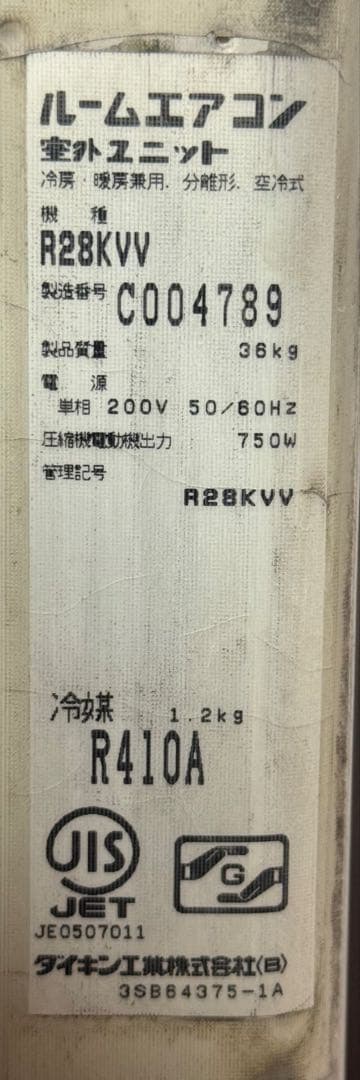 ルームエアコン
室外ユニット
冷房・暖房兼用．分離形．空冷式
機 種
R28KVV
製造番号 C004789
製品質量 36kg
電 源
単相 200V 50/60Hz
圧縮機電動機出力 750W
管理記号
R28KVV
冷媒 1.2kg
R410A
JIS
G
JET
JE0507011
ダイキン工業株式会社(B)
3SB64375-1A